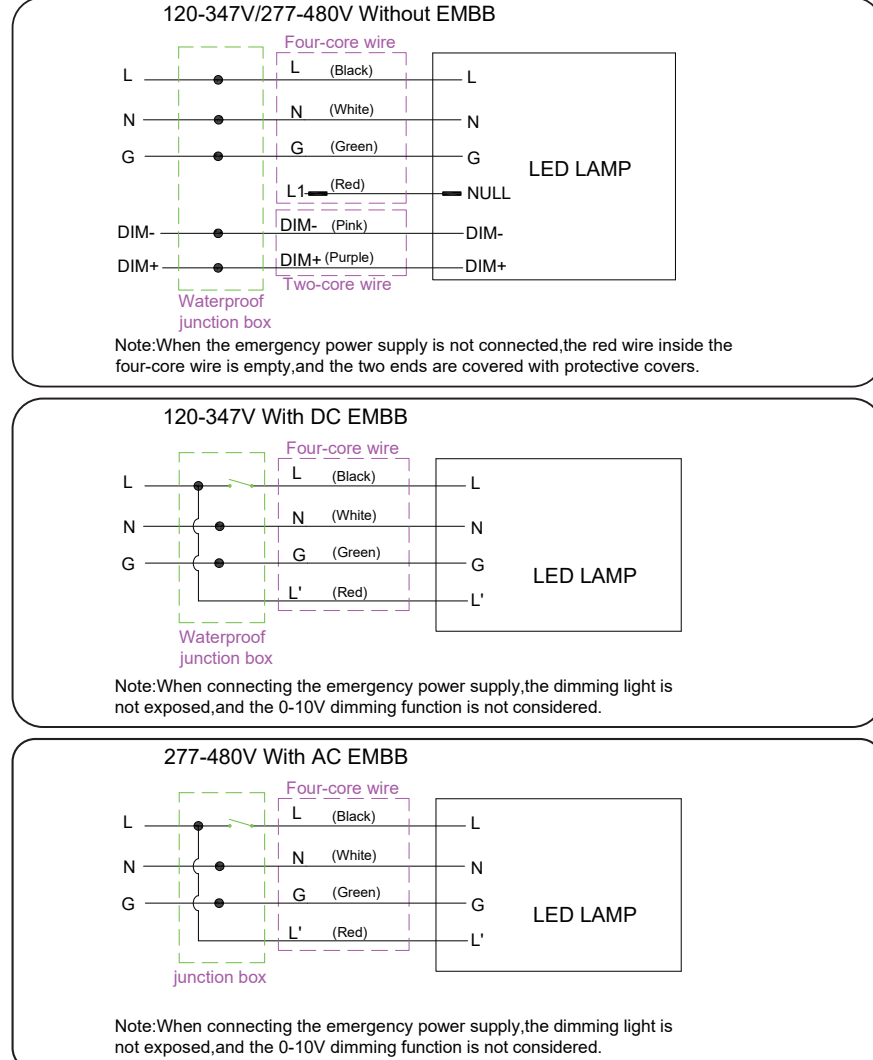 120-347V/277-480V Without EMBB
Four-core wire
L L (Black) L
N N (White) N
G G (Green) G
LED LAMP
L1 (Red) NULL
DIM- DIM- (Pink) DIM-
DIM+ DIM+ (Purple) DIM+
Two-core wire
Waterproof
junction box
Note:When the emergency power supply is not connected,the red wire inside the
four-core wire is empty,and the two ends are covered with protective covers.
120-347V With DC EMBB
Four-core wire
L L (Black) L
N N (White) N
G G (Green) G
LED LAMP
L' (Red) L'
Waterproof
junction box
Note:When connecting the emergency power supply,the dimming light is
not exposed,and the 0-10V dimming function is not considered.
277-480V With AC EMBB
Four-core wire
L L (Black) L
N N (White) N
G G (Green) G
LED LAMP
L' (Red) L'
junction box
Note:When connecting the emergency power supply,the dimming light is
not exposed,and the 0-10V dimming function is not considered.